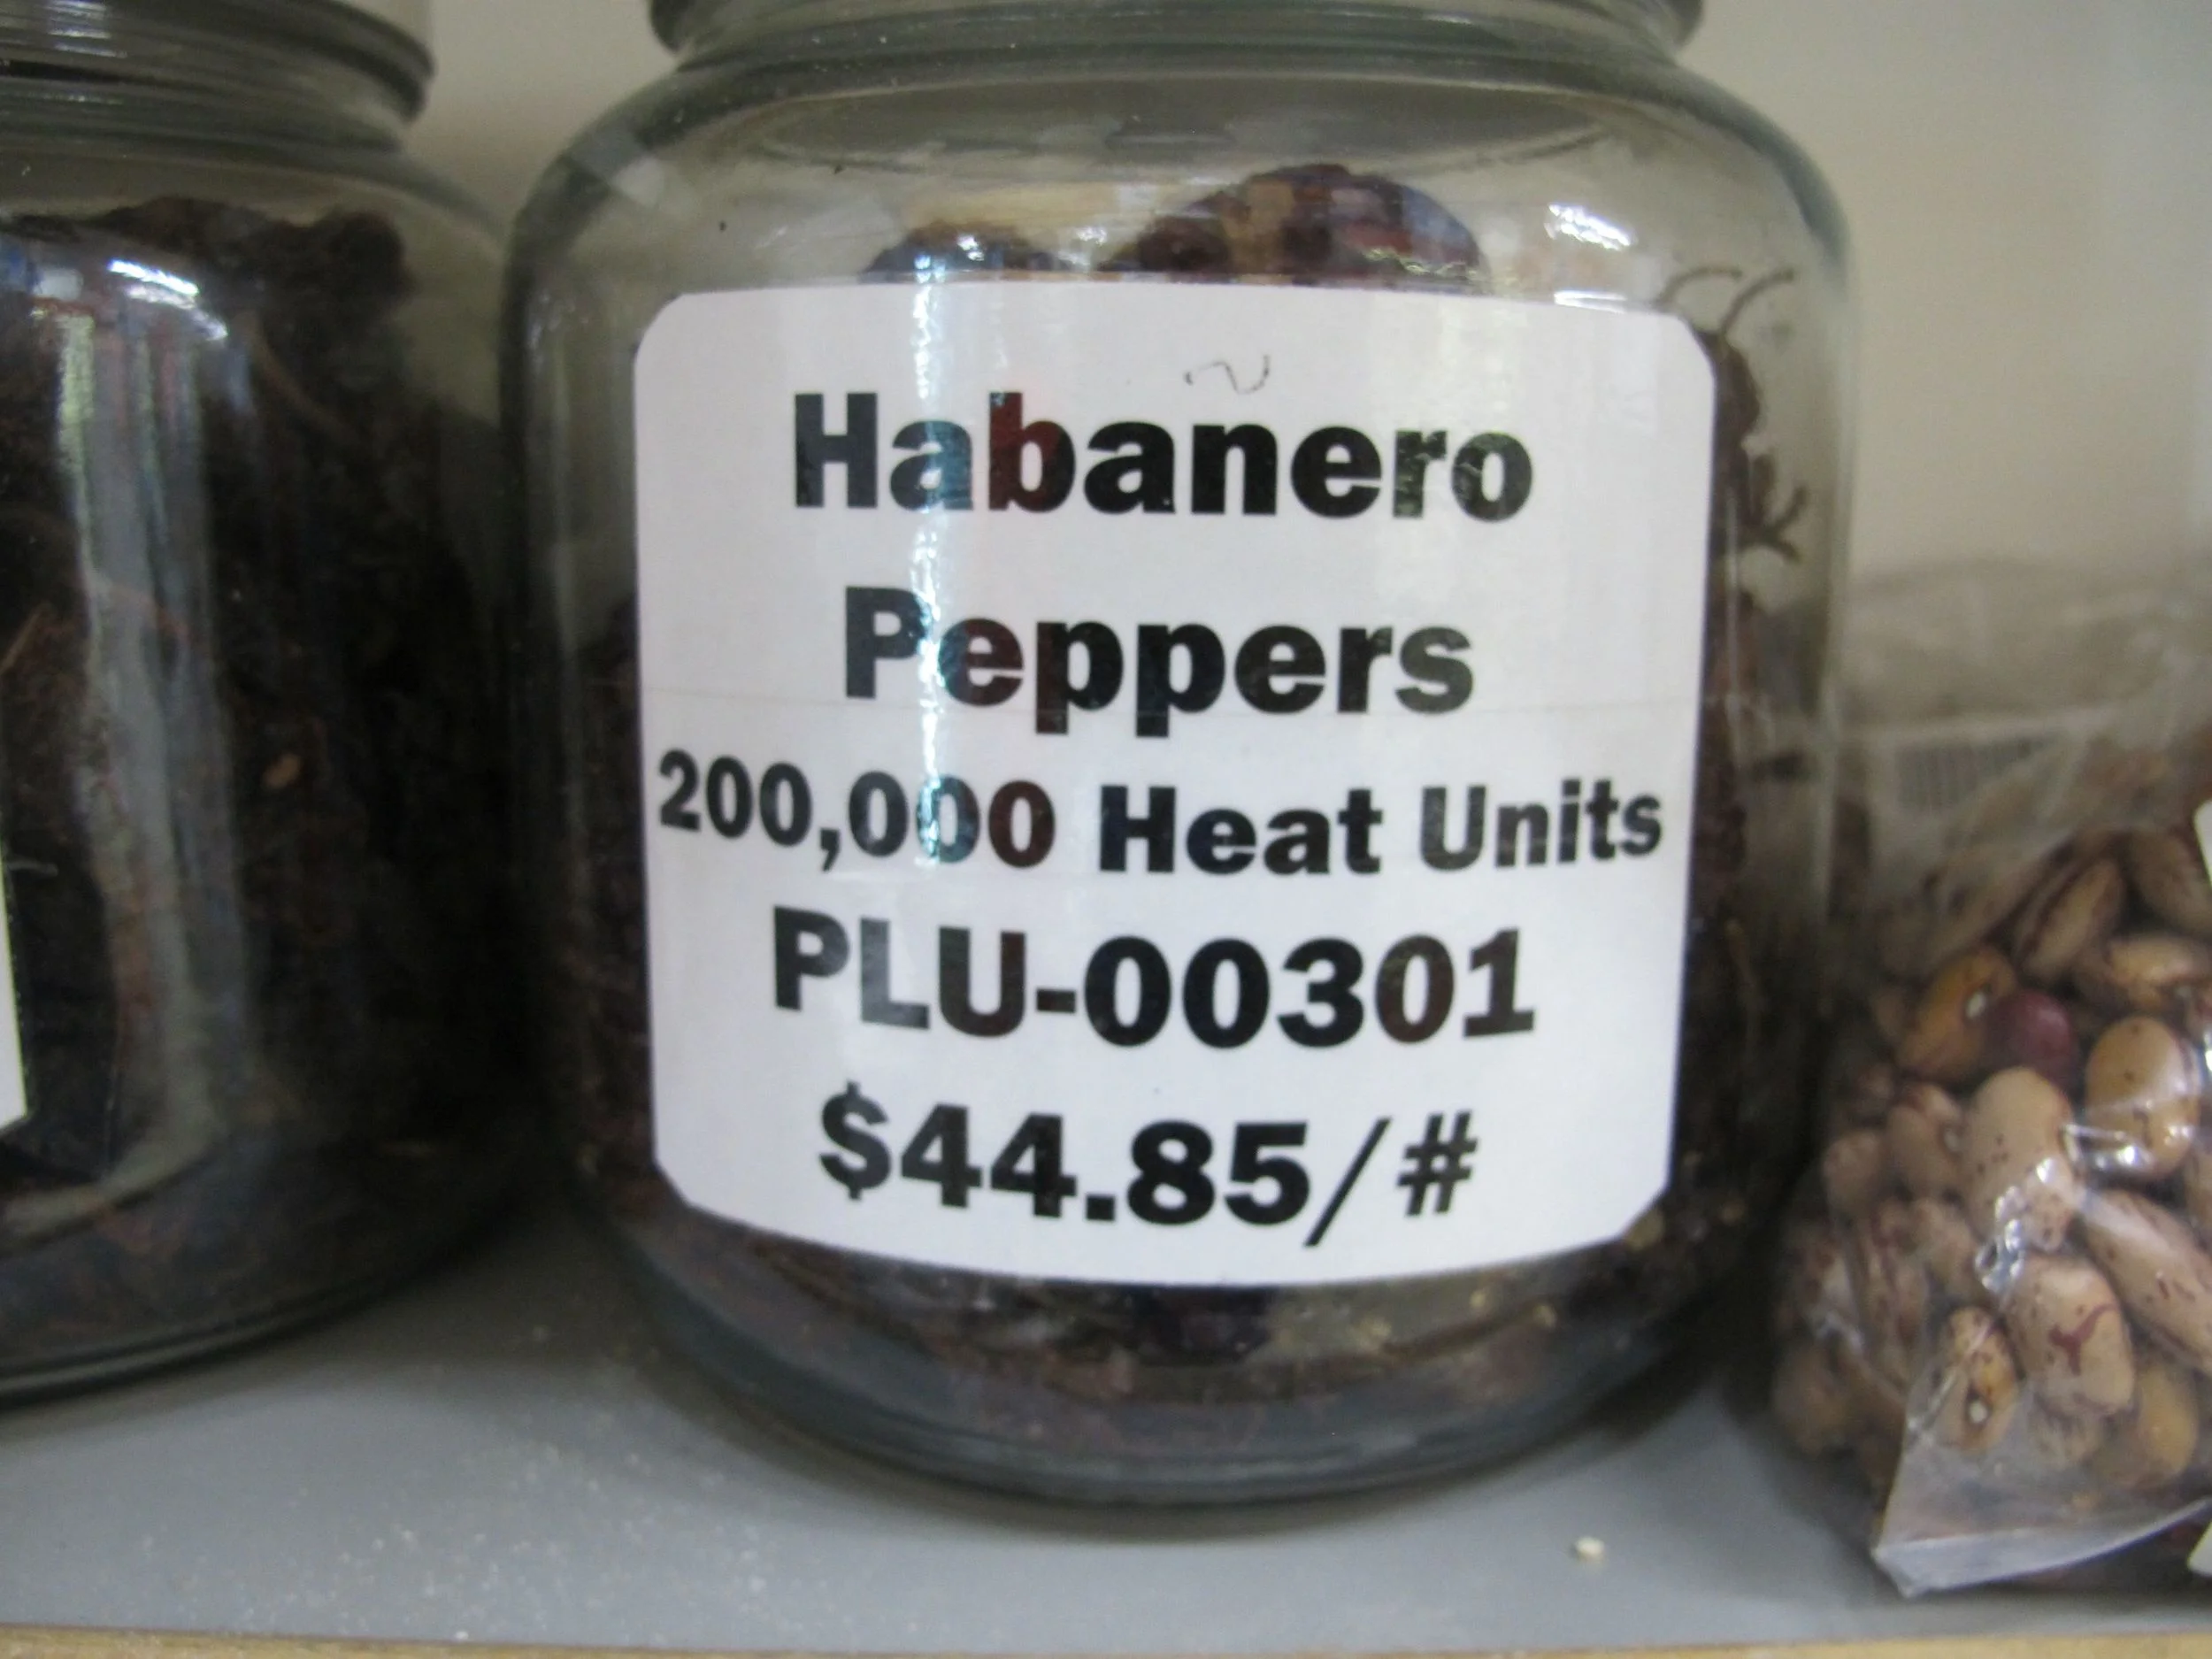 Habanero
Peppers
200,000 Heat Units
PLU-00301
$44.85/#